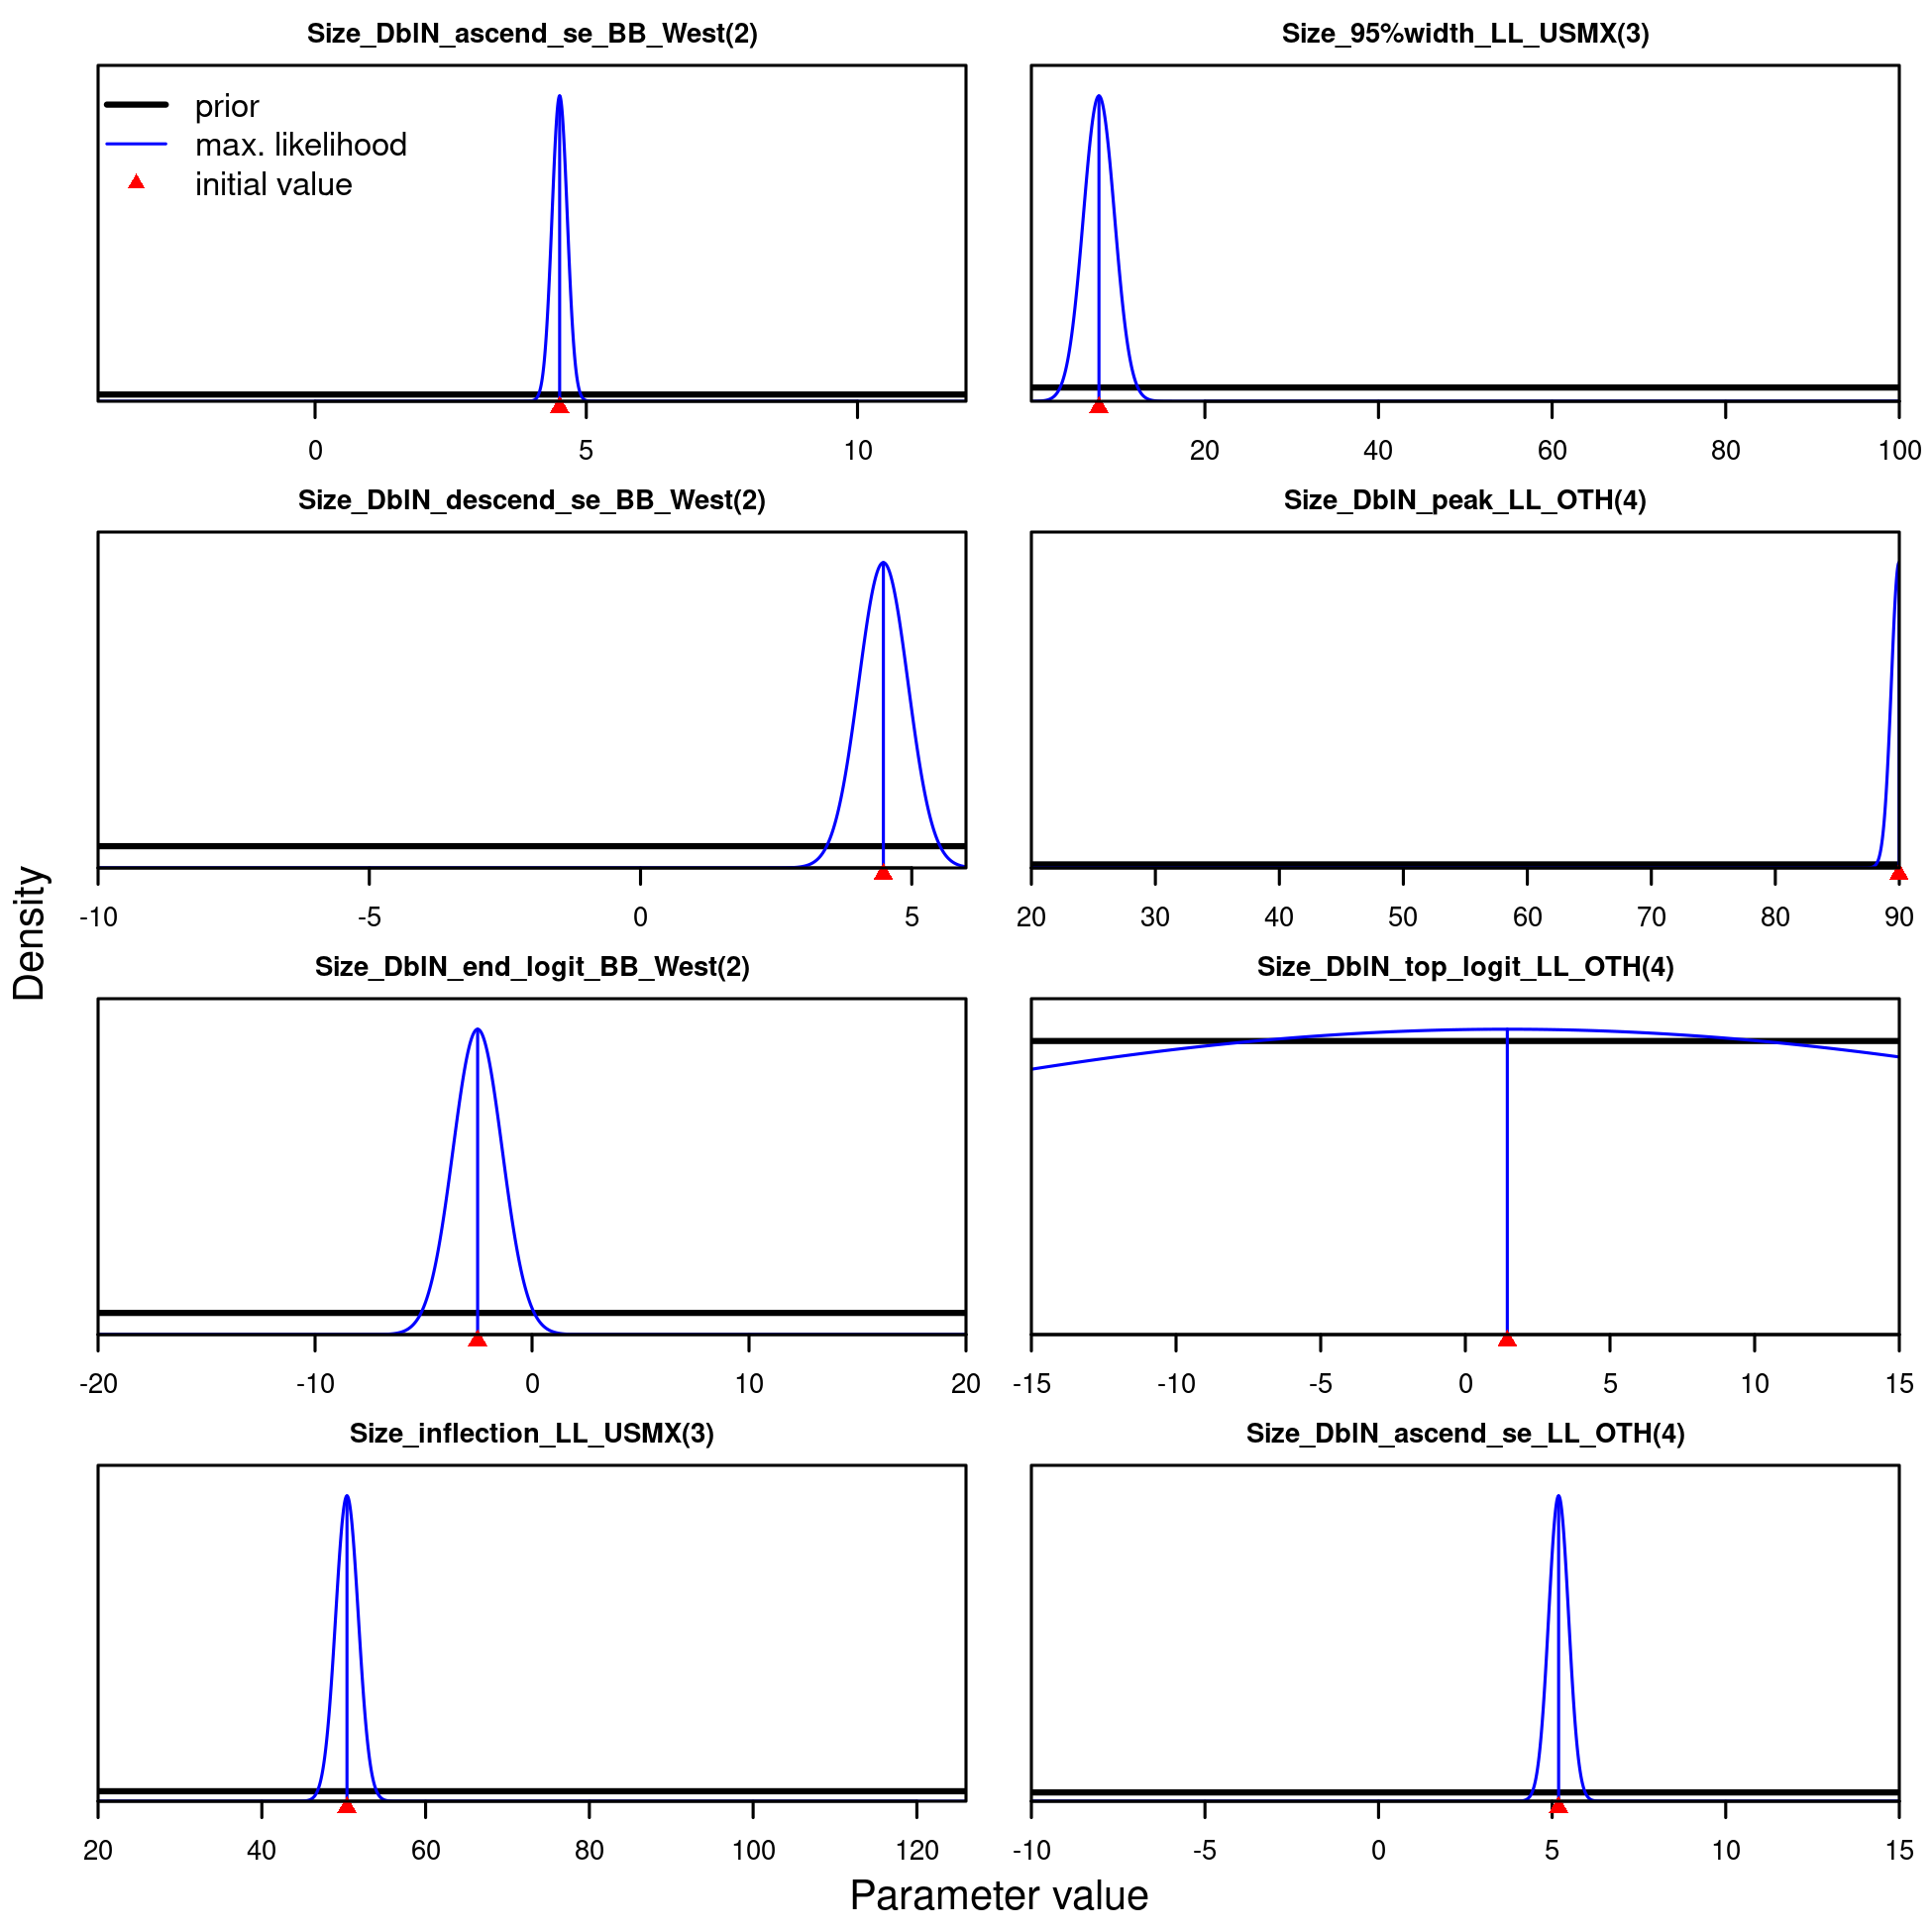 Size_DblN_ascend_se_BB_West(2)
prior
max. likelihood
initial value
0 5 10
Size_95%width_LL_USMX(3)
20 40 60 80 100
Size_DblN_descend_se_BB_West(2)
-10 -5 0 5
Size_DblN_peak_LL_OTH(4)
20 30 40 50 60 70 80 90
Size_DblN_end_logit_BB_West(2)
-20 -10 0 10 20
Size_DblN_top_logit_LL_OTH(4)
-15 -10 -5 0 5 10 15
Size_inflection_LL_USMX(3)
20 40 60 80 100 120
Size_DblN_ascend_se_LL_OTH(4)
-10 -5 0 5 10 15
Density
Parameter value